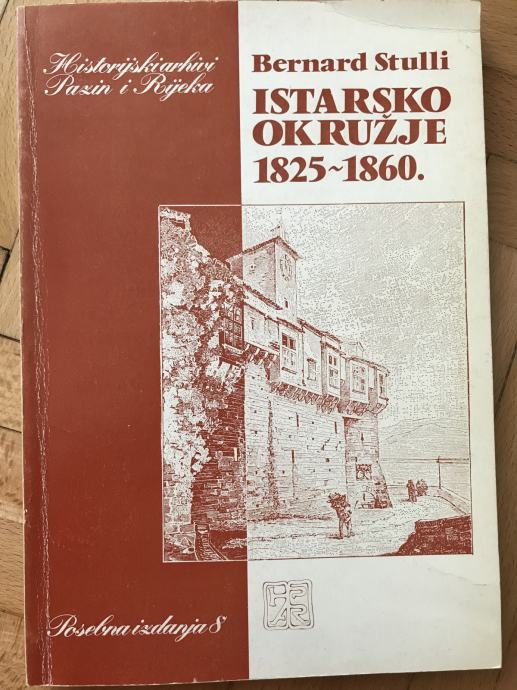 Historijski arhivi
Pazin i Rijeka
Bernard Stulli
ISTARSKO
OKRUŽJE
1825~1860.
Posebna izdanja 8